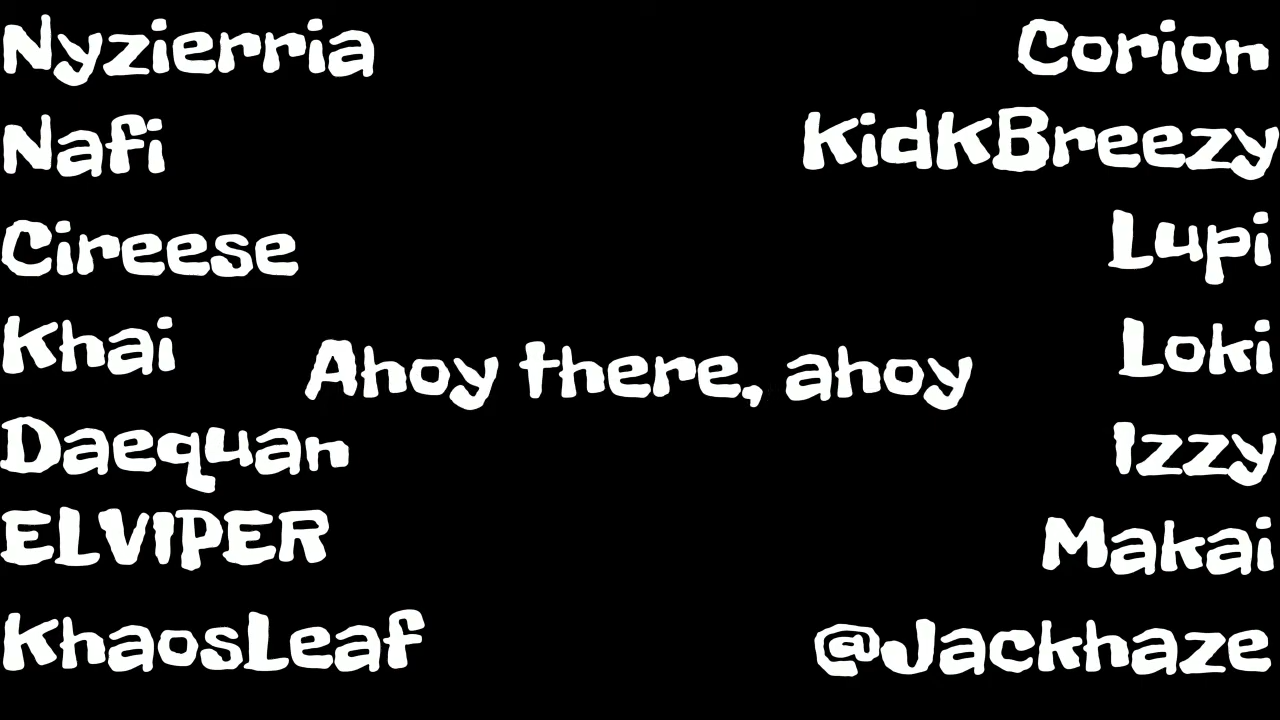 Nyzierria
Nafi
Cireese
Khai
Daequan
ELVIPER
KhaosLeaf
Ahoy there, ahoy
Corion
KidKBreezy
Lupi
Loki
Izzy
Makai
@Jackhaze